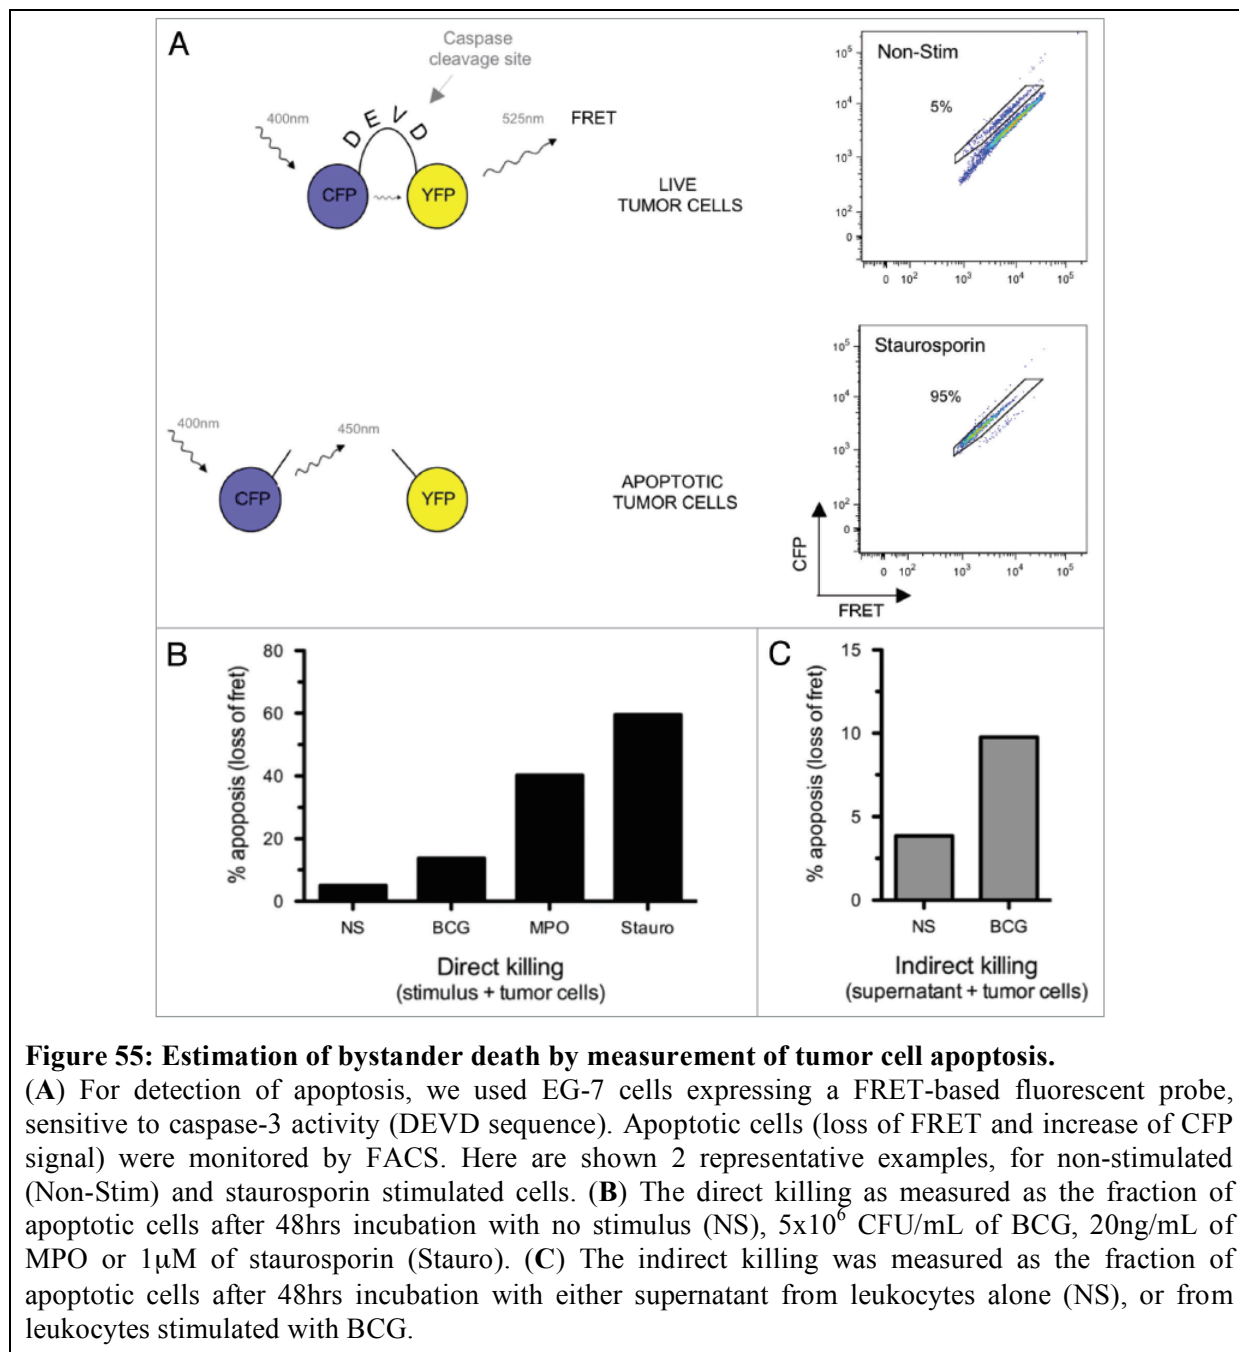 A
Caspase
cleavage site
400nm
D E V D
525nm
FRET
CFP
YFP
LIVE
TUMOR CELLS
Non-Stim
5%
10⁵
10⁴
10³
10²
0
0 10² 10³ 10⁴ 10⁵
400nm
450nm
CFP
YFP
APOPTOTIC
TUMOR CELLS
Staurosporin
95%
10⁵
10⁴
10³
10²
0
0 10² 10³ 10⁴ 10⁵
CFP
FRET
B
% apoposis (loss of fret)
80
60
40
20
0
NS BCG MPO Stauro
Direct killing
(stimulus + tumor cells)
C
% apoposis (loss of fret)
15
10
5
0
NS BCG
Indirect killing
(supernatant + tumor cells)
Figure 55: Estimation of bystander death by measurement of tumor cell apoptosis.
(A) For detection of apoptosis, we used EG-7 cells expressing a FRET-based fluorescent probe,
sensitive to caspase-3 activity (DEVD sequence). Apoptotic cells (loss of FRET and increase of CFP
signal) were monitored by FACS. Here are shown 2 representative examples, for non-stimulated
(Non-Stim) and staurosporin stimulated cells. (B) The direct killing as measured as the fraction of
apoptotic cells after 48hrs incubation with no stimulus (NS), 5x10⁶ CFU/mL of BCG, 20ng/mL of
MPO or 1μM of staurosporin (Stauro). (C) The indirect killing was measured as the fraction of
apoptotic cells after 48hrs incubation with either supernatant from leukocytes alone (NS), or from
leukocytes stimulated with BCG.